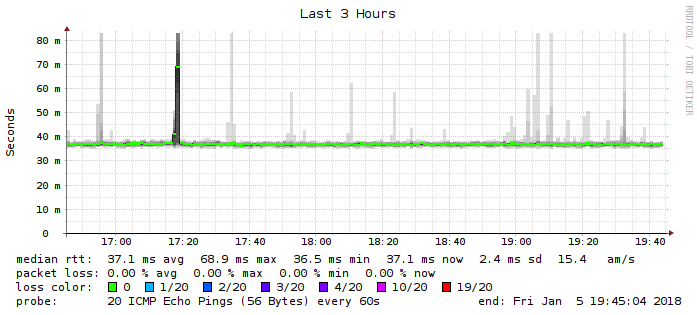 Last 3 Hours
RRDTOOL / TOBI OETIKER
Seconds
80 m
70 m
60 m
50 m
40 m
30 m
20 m
10 m
0
17:00 17:20 17:40 18:00 18:20 18:40 19:00 19:20 19:40
median rtt: 37.1 ms avg 68.9 ms max 36.5 ms min 37.1 ms now 2.4 ms sd 15.4 am/s
packet loss: 0.00 % avg 0.00 % max 0.00 % min 0.00 % now
loss color: 0 1/20 2/20 3/20 4/20 10/20 19/20
probe: 20 ICMP Echo Pings (56 Bytes) every 60s end: Fri Jan 5 19:45:04 2018